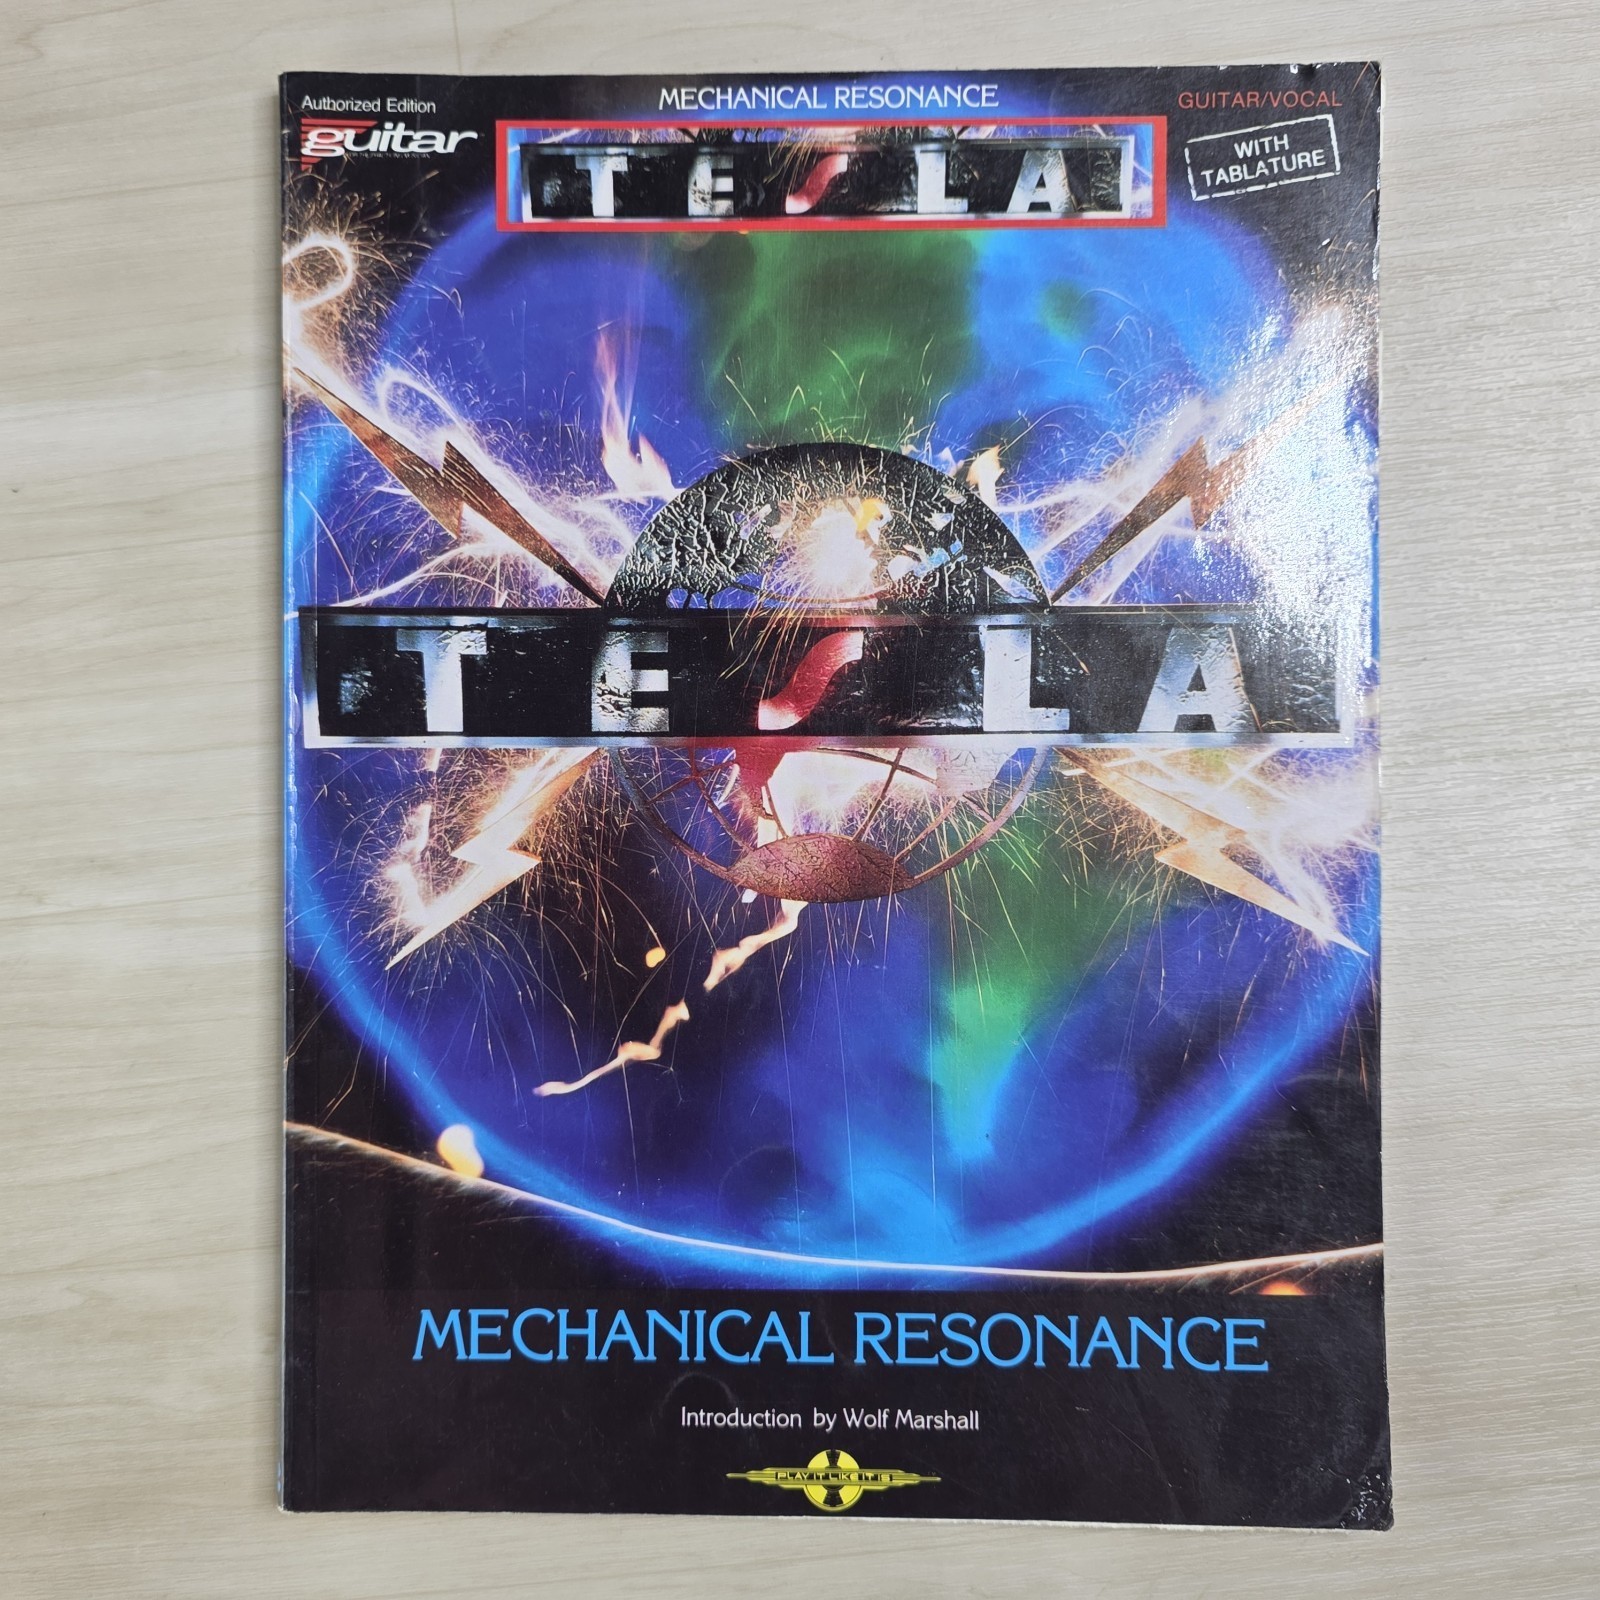 Authorized Edition
guitar
MECHANICAL RESONANCE
TESLA
GUITAR/VOCAL
WITH
TABLATURE
TESLA
MECHANICAL RESONANCE
Introduction by Wolf Marshall
PLAY IT LIKE IT IS